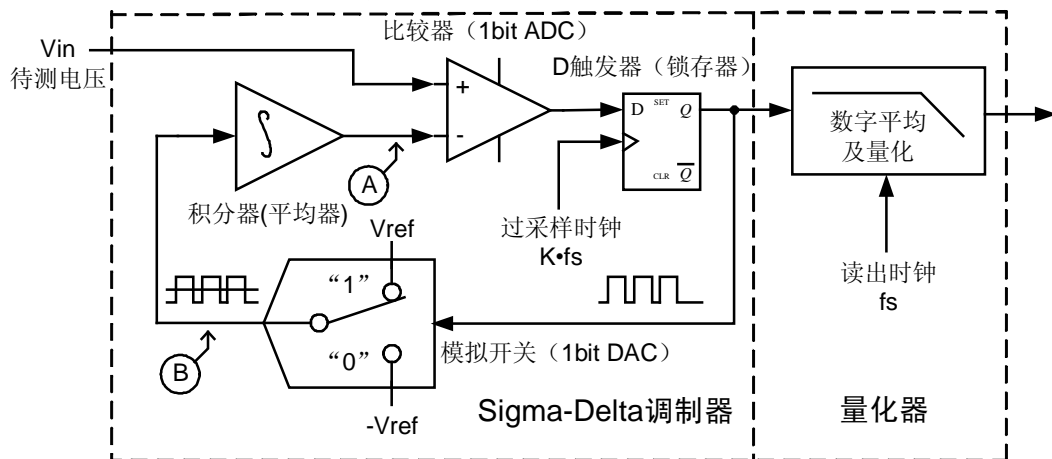 比较器（1bit ADC）
Vin
待测电压
D触发器（锁存器）
+
-
∫
D SET Q
CLR Q̅
A
积分器(平均器)
数字平均
及量化
过采样时钟
K•fs
读出时钟
fs
Vref
“1”
“0”
B
模拟开关（1bit DAC）
-Vref
Sigma-Delta调制器
量化器